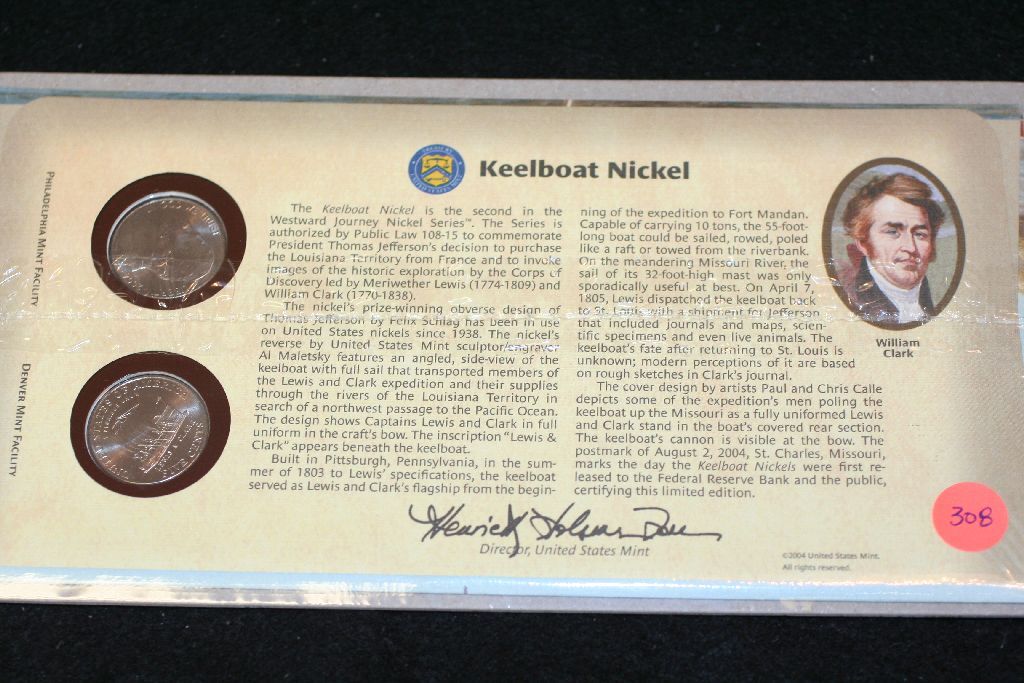 Keelboat Nickel
PHILADELPHIA MINT FACILITY
DENVER MINT FACILITY
The Keelboat Nickel is the second in the
Westward Journey Nickel Series™. The Series is
authorized by Public Law 108-15 to commemorate
President Thomas Jefferson's decision to purchase
the Louisiana Territory from France and to invoke
images of the historic exploration by the Corps of
Discovery led by Meriwether Lewis (1774-1809) and
William Clark (1770-1838).
The nickel's prize-winning obverse design of
Thomas Jefferson by Felix Schlag has been in use
on United States nickels since 1938. The nickel's
reverse by United States Mint sculptor/engraver
Al Maletsky features an angled, side-view of the
keelboat with full sail that transported members of
the Lewis and Clark expedition and their supplies
through the rivers of the Louisiana Territory in
search of a northwest passage to the Pacific Ocean.
The design shows Captains Lewis and Clark in full
uniform in the craft's bow. The inscription "Lewis &
Clark" appears beneath the keelboat.
Built in Pittsburgh, Pennsylvania, in the sum-
mer of 1803 to Lewis' specifications, the keelboat
served as Lewis and Clark's flagship from the begin-
ning of the expedition to Fort Mandan.
Capable of carrying 10 tons, the 55-foot-
long boat could be sailed, rowed, poled
like a raft or towed from the riverbank.
On the meandering Missouri River, the
sail of its 32-foot-high mast was only
sporadically useful at best. On April 7,
1805, Lewis dispatched the keelboat back
to St. Louis with a shipment for Jefferson
that included journals and maps, scien-
tific specimens and even live animals. The
keelboat's fate after returning to St. Louis is
unknown; modern perceptions of it are based
on rough sketches in Clark's journal.
The cover design by artists Paul and Chris Calle
depicts some of the expedition's men poling the
keelboat up the Missouri as a fully uniformed Lewis
and Clark stand in the boat's covered rear section.
The keelboat's cannon is visible at the bow. The
postmark of August 2, 2004, St. Charles, Missouri,
marks the day the Keelboat Nickels were first re-
leased to the Federal Reserve Bank and the public,
certifying this limited edition.
William
Clark
Director, United States Mint
©2004 United States Mint.
All rights reserved.
308